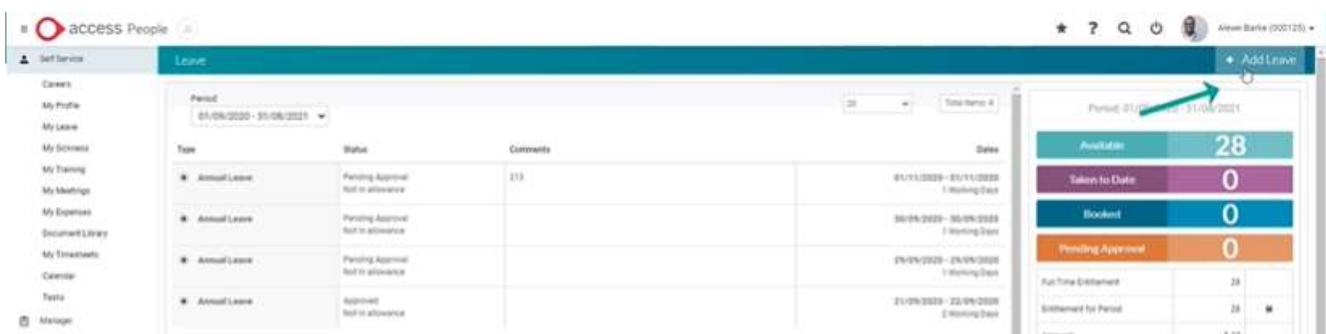 access People
Alewe Barke (000125)
Self Service
Leave
+ Add Leave
Careers
My Profile
My Leave
My Sickness
My Training
My Meetings
My Expenses
Document Library
My Timesheets
Calendar
Tasks
Manager
Period
01/09/2020 - 31/08/2021
20
Total Items: 4
Type Status Comments Dates
Annual Leave Pending Approval 213 01/11/2020 - 01/11/2020
Not in allowance 1 Working Days
Annual Leave Pending Approval 30/09/2020 - 30/09/2020
Not in allowance 1 Working Days
Annual Leave Pending Approval 29/09/2020 - 29/09/2020
Not in allowance 1 Working Days
Annual Leave Approved 21/09/2020 - 22/09/2020
Not in allowance 2 Working Days
Period: - 31/08/2021
Available 28
Taken to Date 0
Booked 0
Pending Approval 0
Full Time Entitlement 28
Entitlement for Period 28